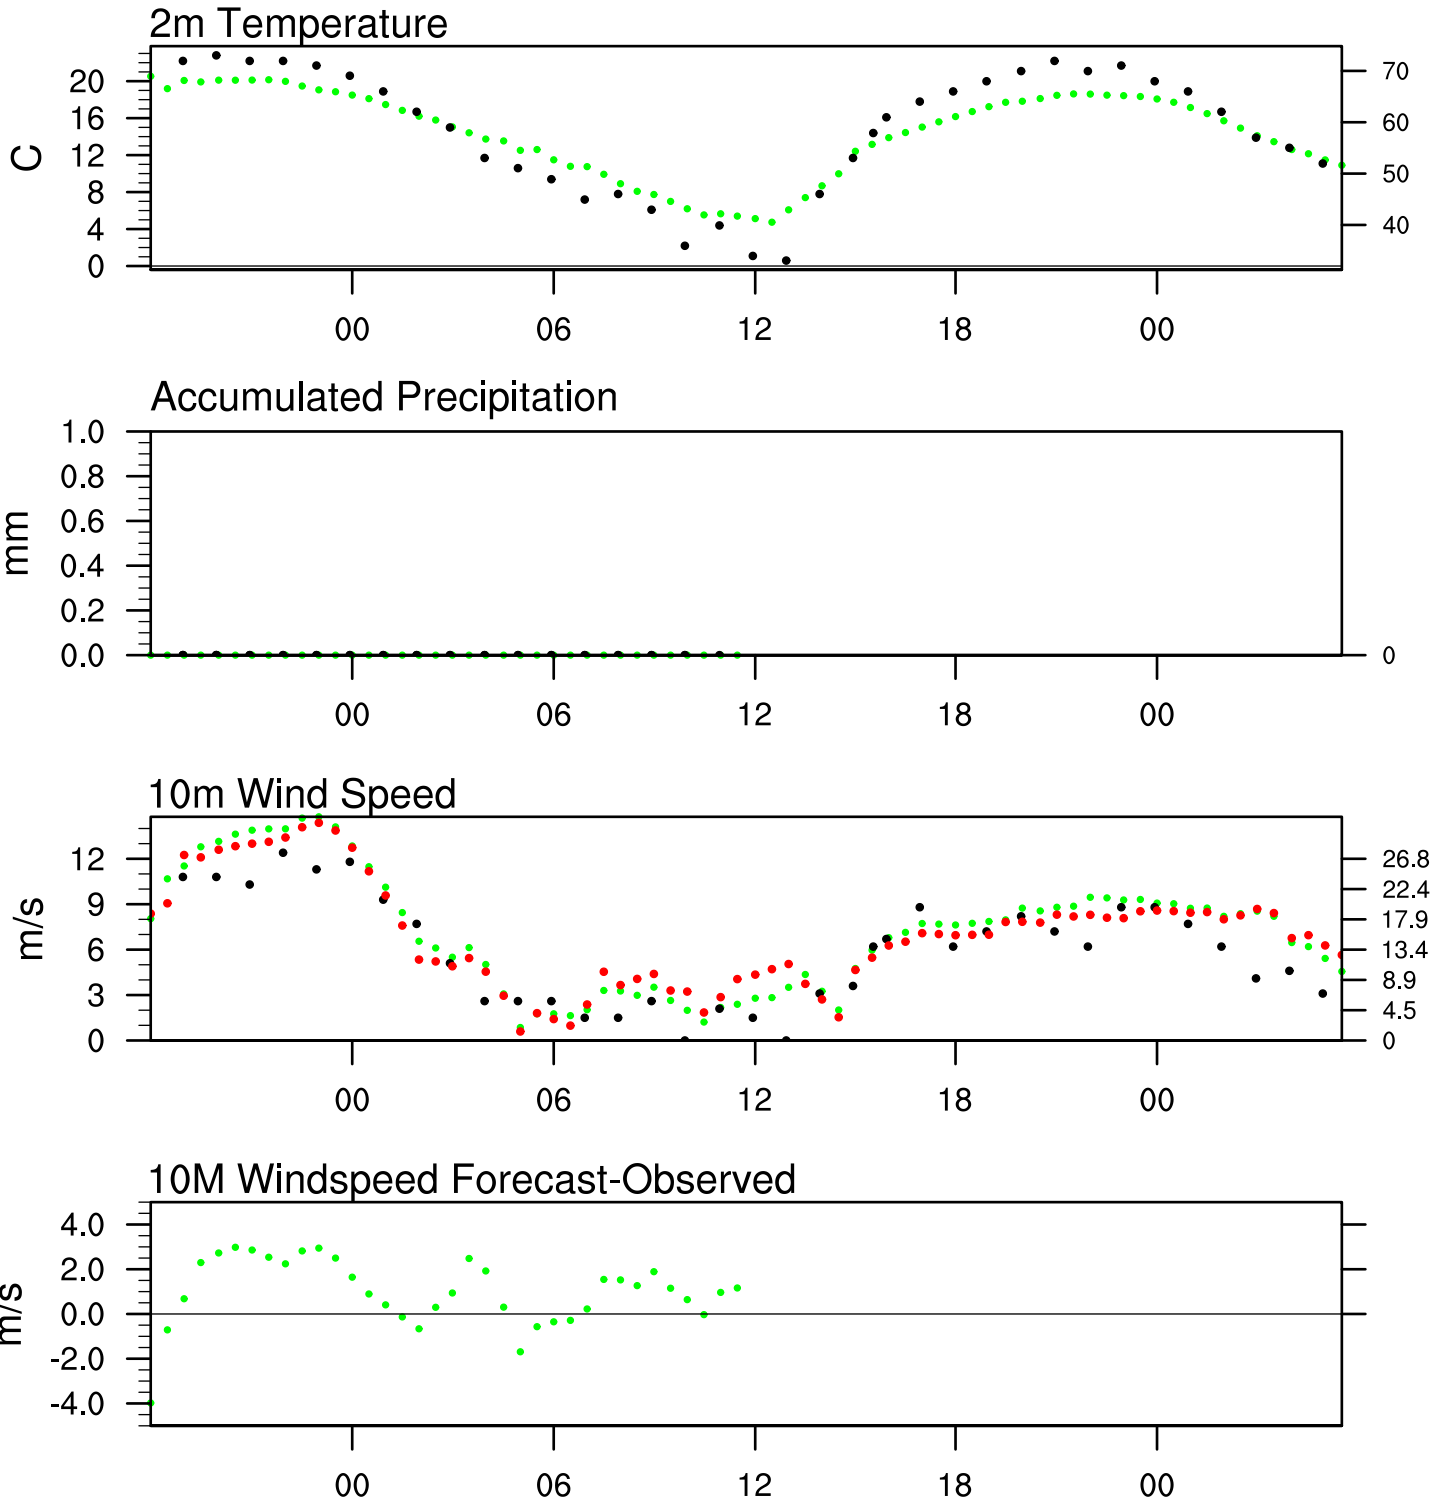 2m Temperature
20
16
12
8
4
0
C
70
60
50
40
00 06 12 18 00
Accumulated Precipitation
1.0
0.8
0.6
0.4
0.2
0.0
mm
0
00 06 12 18 00
10m Wind Speed
12
9
6
3
0
m/s
26.8
22.4
17.9
13.4
8.9
4.5
0
00 06 12 18 00
10M Windspeed Forecast-Observed
4.0
2.0
0.0
-2.0
-4.0
m/s
00 06 12 18 00